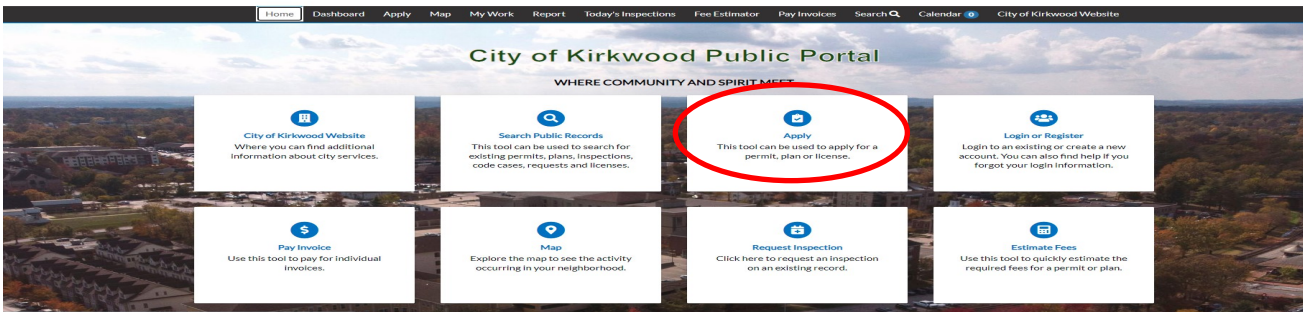 Home Dashboard Apply Map My Work Report Today's Inspections Fee Estimator Pay Invoices Search Calendar 0 City of Kirkwood Website
City of Kirkwood Public Portal
WHERE COMMUNITY AND SPIRIT MEET
City of Kirkwood Website
Where you can find additional
information about city services.
Search Public Records
This tool can be used to search for
existing permits, plans, inspections,
code cases, requests and licenses.
Apply
This tool can be used to apply for a
permit, plan or license.
Login or Register
Login to an existing or create a new
account. You can also find help if you
forgot your login information.
Pay Invoice
Use this tool to pay for individual
invoices.
Map
Explore the map to see the activity
occurring in your neighborhood.
Request Inspection
Click here to request an inspection
on an existing record.
Estimate Fees
Use this tool to quickly estimate the
required fees for a permit or plan.